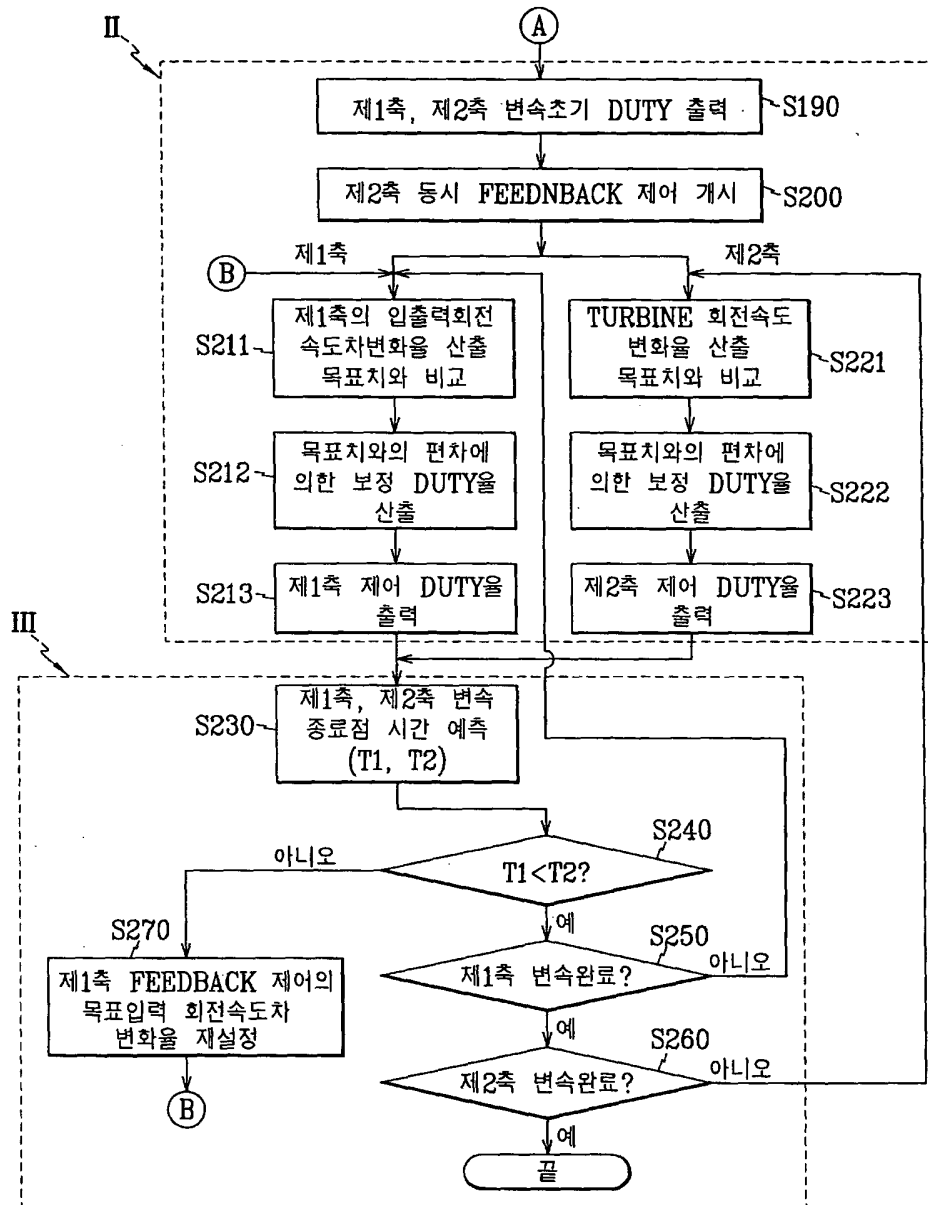 II
A
제1축, 제2축 변속초기 DUTY 출력
S190
제2축 동시 FEEDNBACK 제어 개시
S200
B
제1축
제2축
제1축의 입출력회전
속도차변화율 산출
목표치와 비교
S211
TURBINE 회전속도
변화율 산출
목표치와 비교
S221
목표치와의 편차에
의한 보정 DUTY율
산출
S212
목표치와의 편차에
의한 보정 DUTY율
산출
S222
제1축 제어 DUTY율
출력
S213
제2축 제어 DUTY율
출력
S223
III
제1축, 제2축 변속
종료점 시간 예측
(T1, T2)
S230
S240
T1<T2?
아니오
예
S270
제1축 FEEDBACK 제어의
목표입력 회전속도차
변화율 재설정
B
S250
제1축 변속완료?
아니오
예
S260
제2축 변속완료?
아니오
예
끝